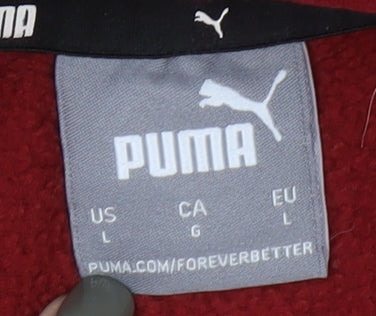 MA
PUMA
US CA EU
L G L
PUMA.COM/FOREVERBETTER